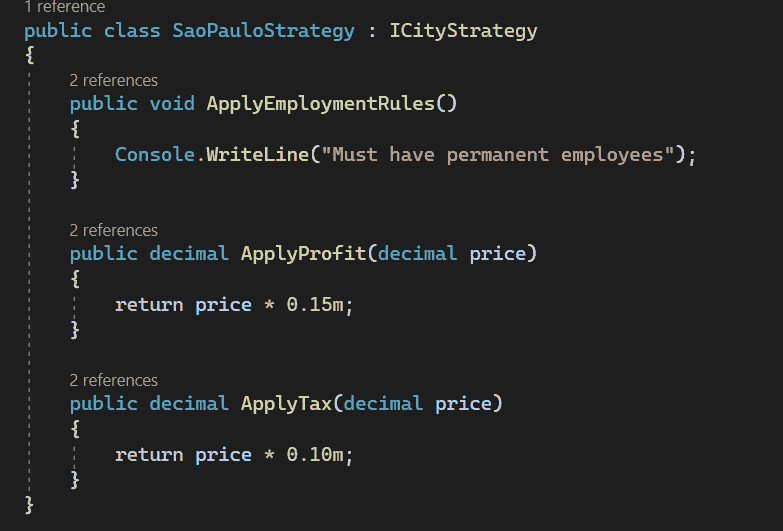 1 reference
public class SaoPauloStrategy : ICityStrategy
{
2 references
public void ApplyEmploymentRules()
{
Console.WriteLine("Must have permanent employees");
}
2 references
public decimal ApplyProfit(decimal price)
{
return price * 0.15m;
}
2 references
public decimal ApplyTax(decimal price)
{
return price * 0.10m;
}
}